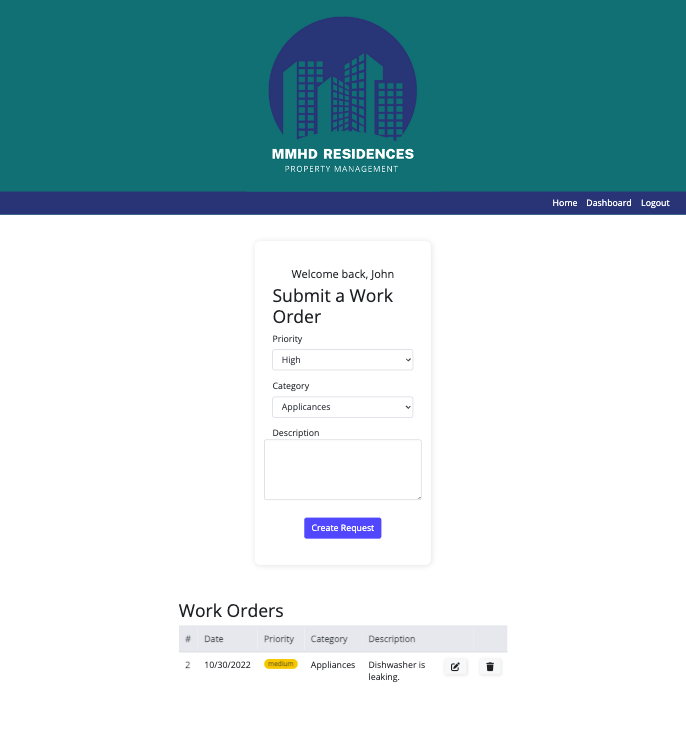 MMHD RESIDENCES
PROPERTY MANAGEMENT
Home Dashboard Logout
Welcome back, John
Submit a Work
Order
Priority
High
Category
Applicances
Description
Create Request
Work Orders
# Date Priority Category Description
2 10/30/2022 medium Appliances Dishwasher is
leaking.